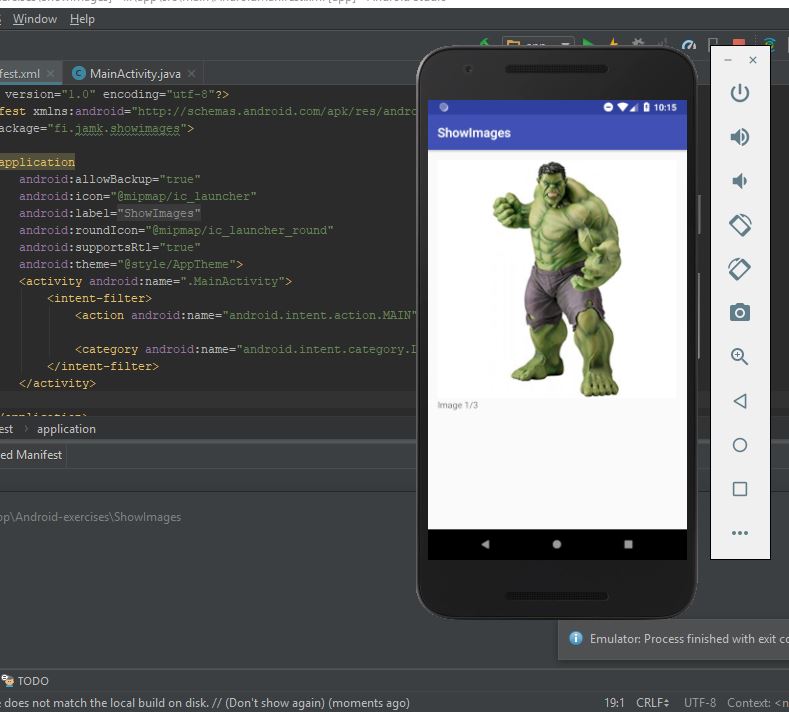 Window Help
fest.xml MainActivity.java
version="1.0" encoding="utf-8"?>
fest xmlns:android="http://schemas.android.com/apk/res/andro
package="fi.jamk.showimages">
application
android:allowBackup="true"
android:icon="@mipmap/ic_launcher"
android:label="ShowImages"
android:roundIcon="@mipmap/ic_launcher_round"
android:supportsRtl="true"
android:theme="@style/AppTheme">
<activity android:name=".MainActivity">
<intent-filter>
<action android:name="android.intent.action.MAIN"
<category android:name="android.intent.category.
</intent-filter>
</activity>
</application>
est application
ed Manifest
op\Android-exercises\ShowImages
10:15
ShowImages
Image 1/3
Emulator: Process finished with exit co
TODO
e does not match the local build on disk. // (Don't show again) (moments ago)
19:1 CRLF UTF-8 Context: <n